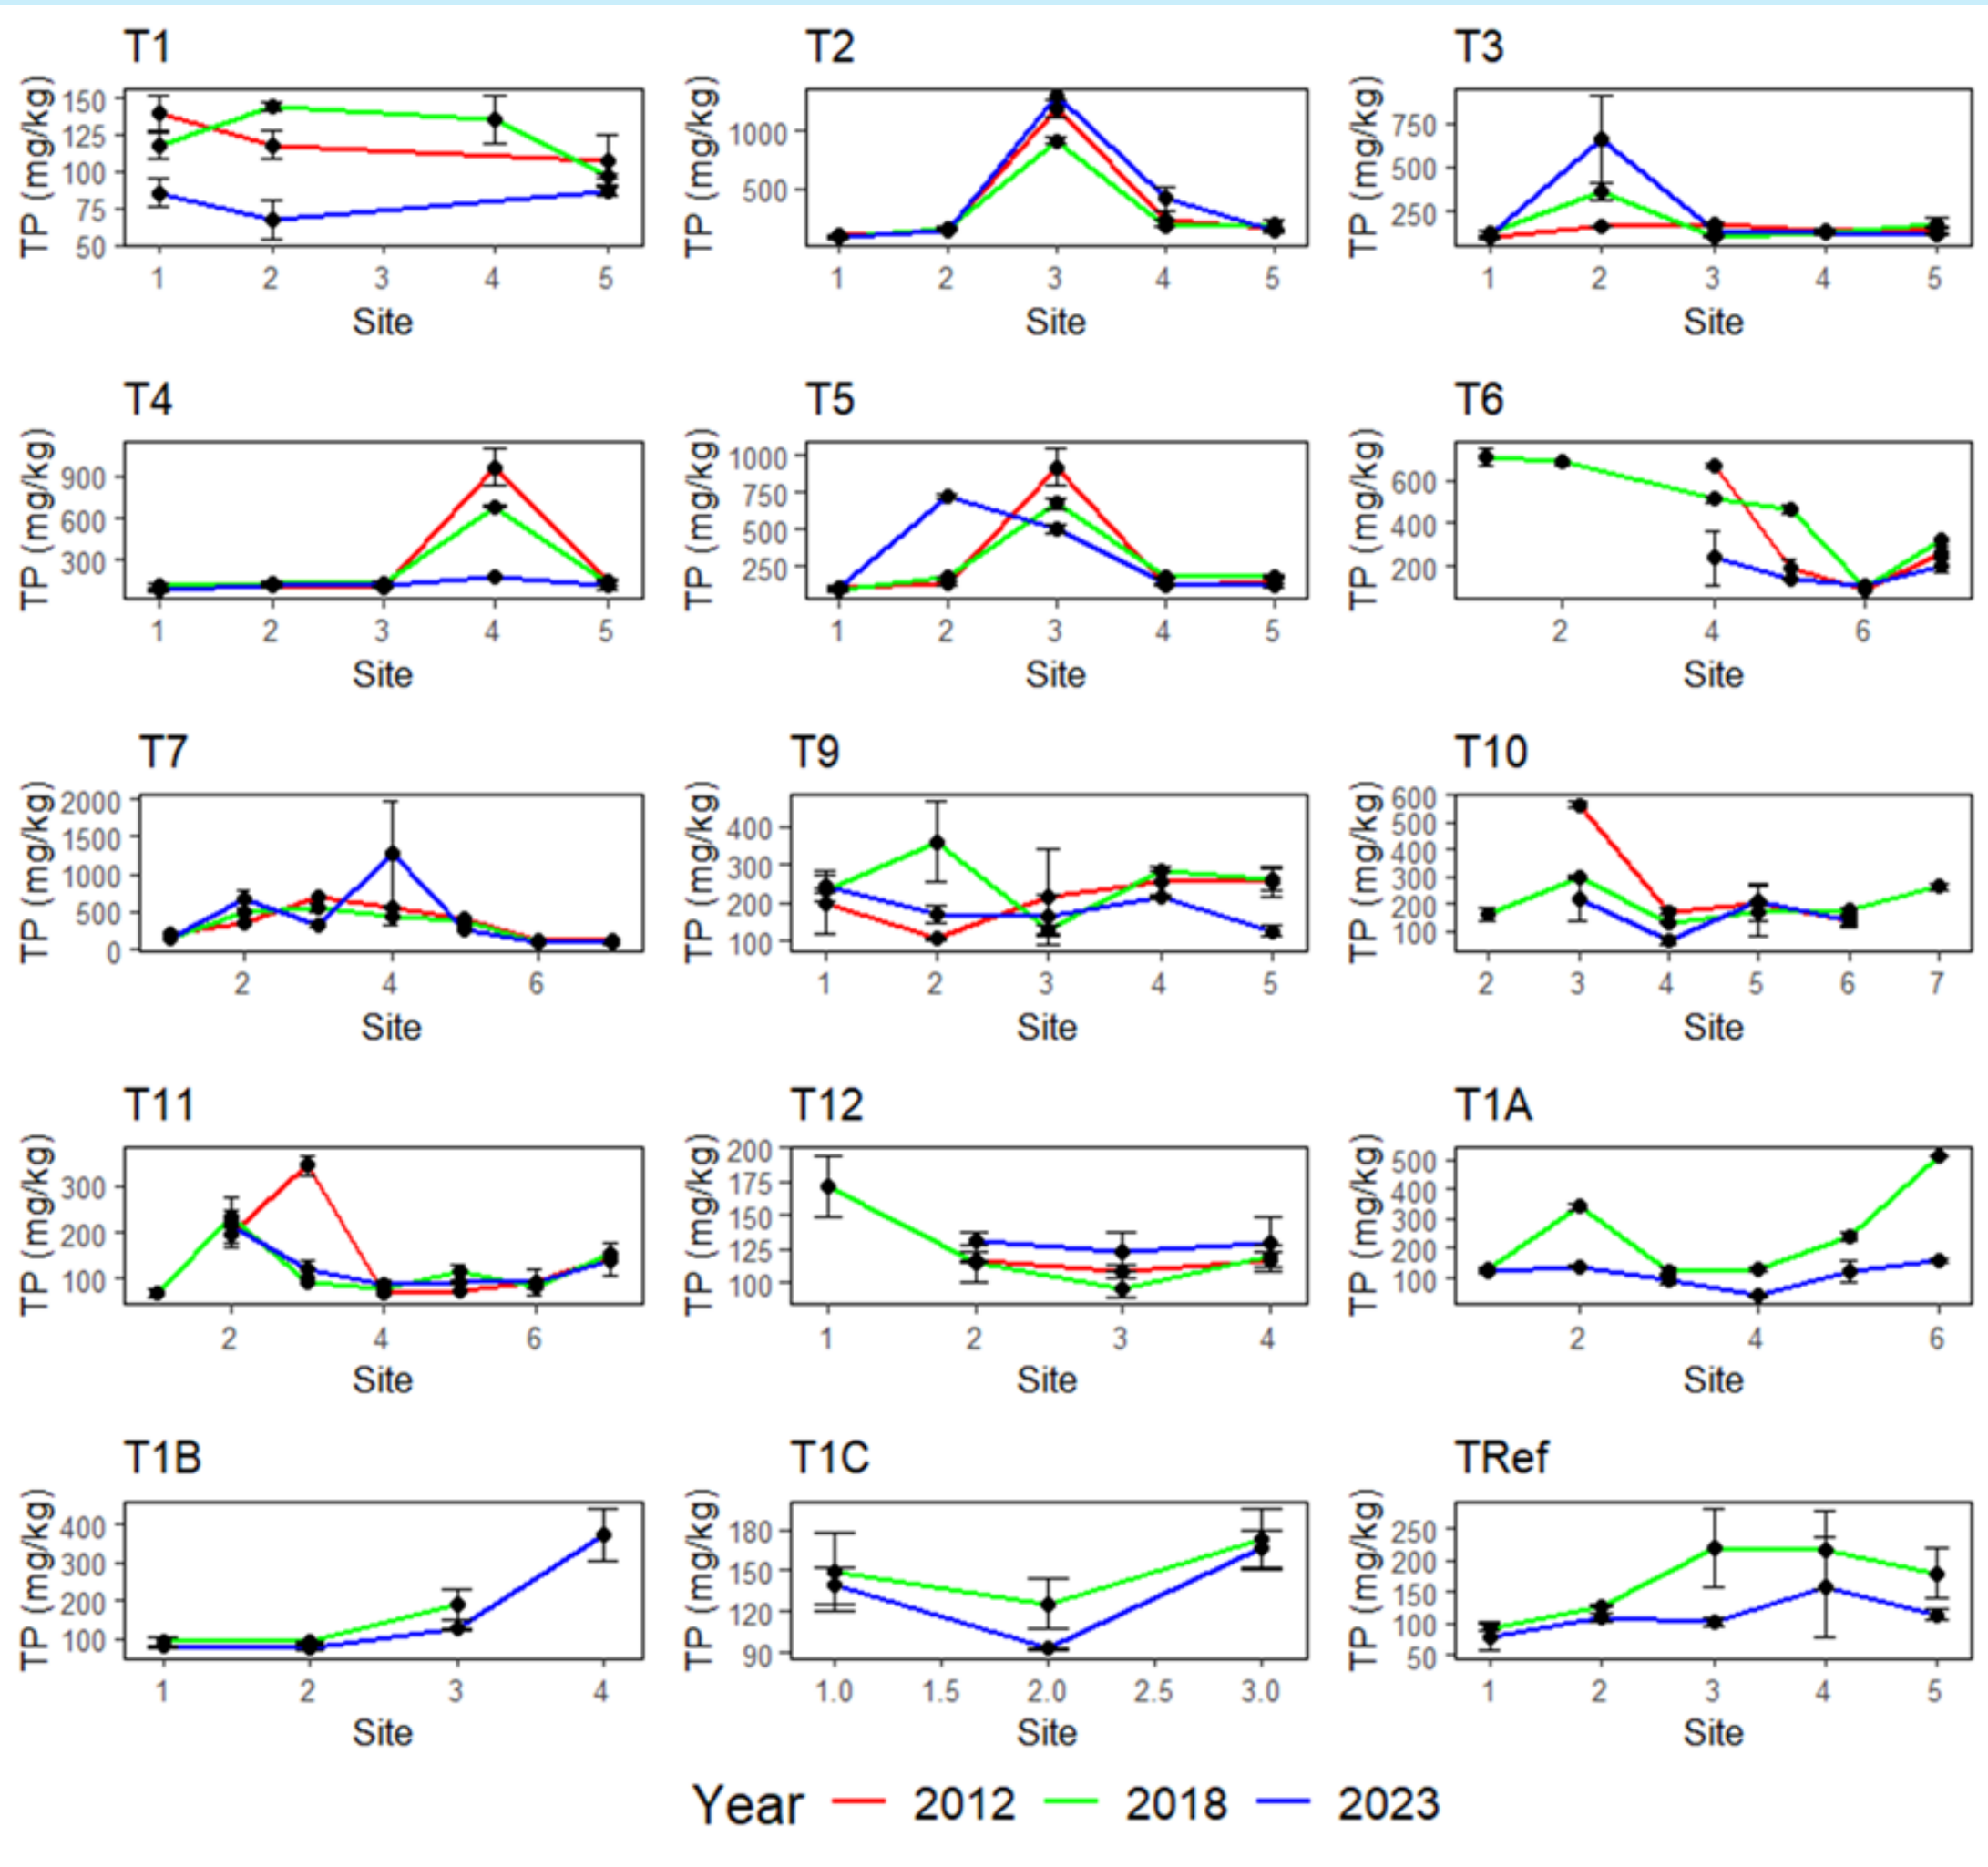 T1 T2 T3
TP (mg/kg) 150 125 100 75 50
TP (mg/kg) 1000 500
TP (mg/kg) 750 500 250
1 2 3 4 5 1 2 3 4 5 1 2 3 4 5
Site Site Site
T4 T5 T6
TP (mg/kg) 900 600 300
TP (mg/kg) 1000 750 500 250
TP (mg/kg) 600 400 200
1 2 3 4 5 1 2 3 4 5 2 4 6
Site Site Site
T7 T9 T10
TP (mg/kg) 2000 1500 1000 500 0
TP (mg/kg) 400 300 200 100
TP (mg/kg) 600 500 400 300 200 100
2 4 6 1 2 3 4 5 2 3 4 5 6 7
Site Site Site
T11 T12 T1A
TP (mg/kg) 300 200 100
TP (mg/kg) 200 175 150 125 100
TP (mg/kg) 500 400 300 200 100
2 4 6 1 2 3 4 2 4 6
Site Site Site
T1B T1C TRef
TP (mg/kg) 400 300 200 100
TP (mg/kg) 180 150 120 90
TP (mg/kg) 250 200 150 100 50
1 2 3 4 1.0 1.5 2.0 2.5 3.0 1 2 3 4 5
Site Site Site
Year 2012 2018 2023